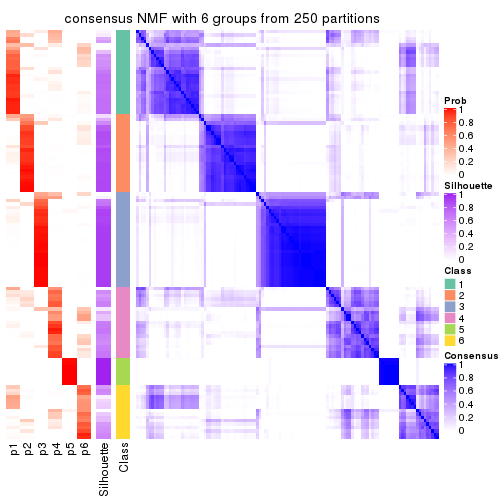 consensus NMF with 6 groups from 250 partitions
Prob
1
0.8
0.6
0.4
0.2
0
Silhouette
1
0.8
0.6
0.4
0.2
0
Class
1
2
3
4
5
6
Consensus
1
0.8
0.6
0.4
0.2
0
p1
p2
p3
p4
p5
p6
Silhouette
Class